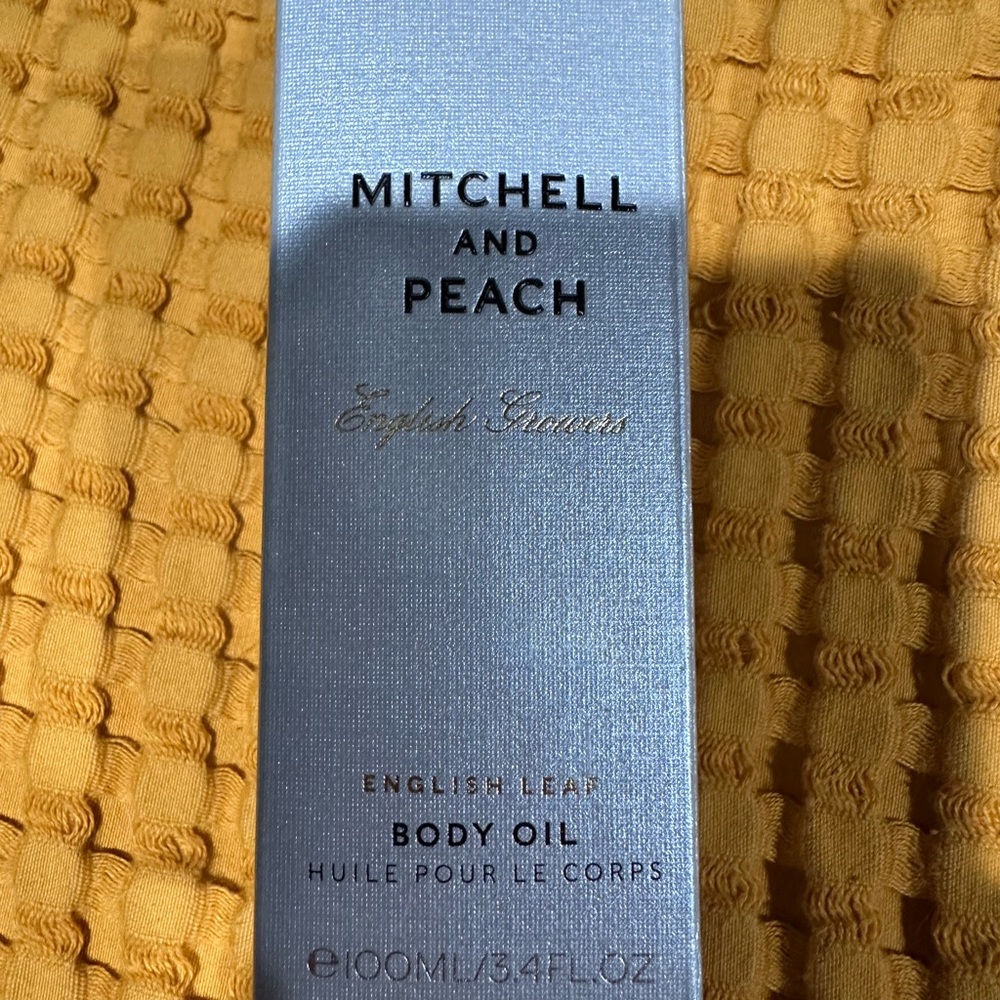 MITCHELL
AND
PEACH
English Growers
ENGLISH LEAF
BODY OIL
HUILE POUR LE CORPS
℮100ML/3.4FL.OZ